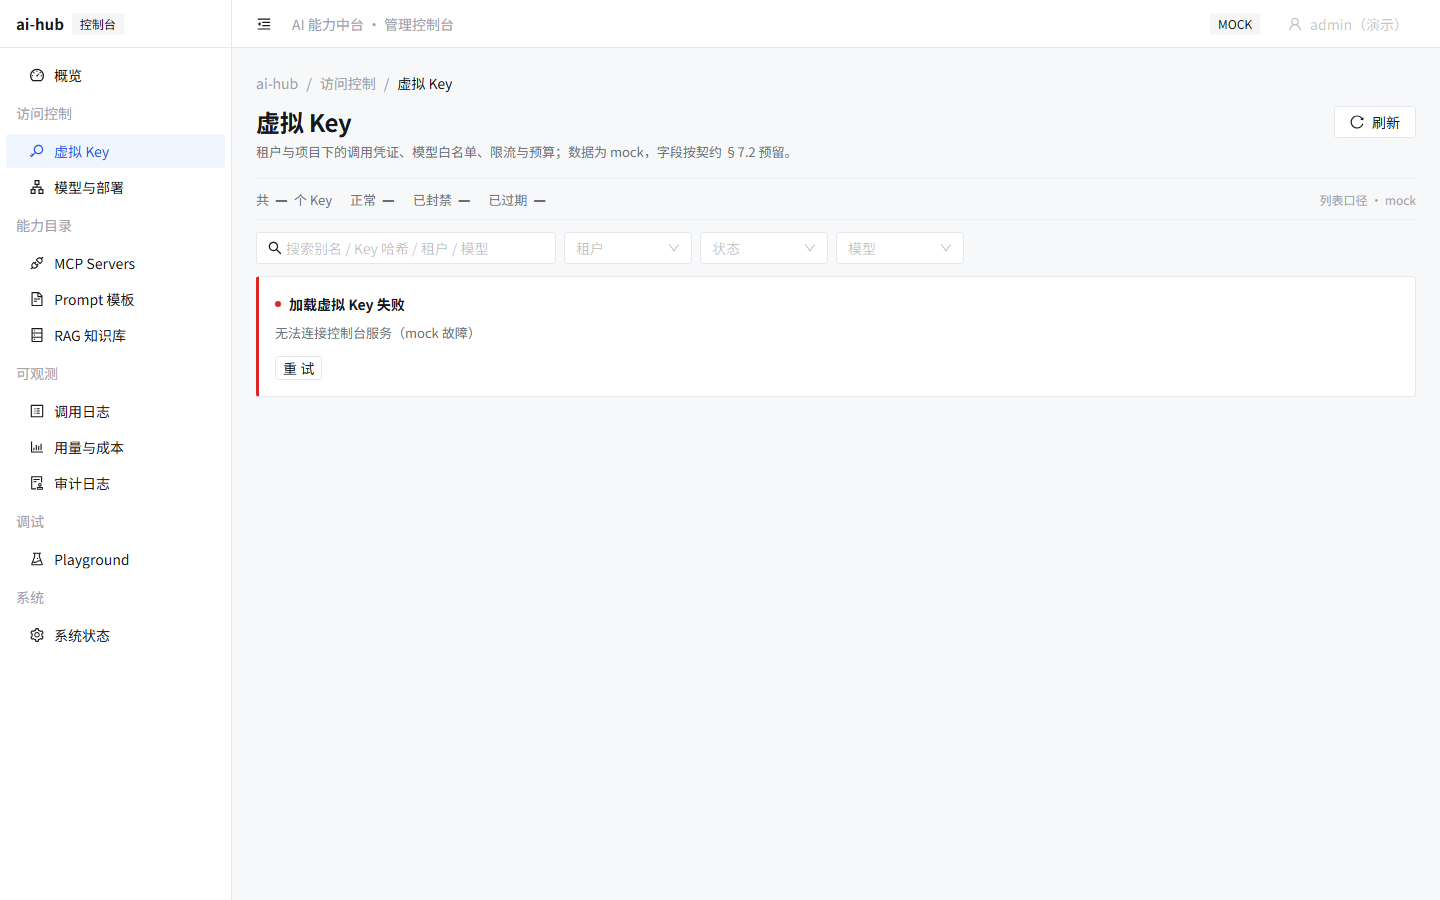 ai-hub 控制台
AI 能力中台 · 管理控制台
MOCK
admin（演示）
概览
访问控制
虚拟 Key
模型与部署
能力目录
MCP Servers
Prompt 模板
RAG 知识库
可观测
调用日志
用量与成本
审计日志
调试
Playground
系统
系统状态
ai-hub / 访问控制 / 虚拟 Key
虚拟 Key
刷新
租户与项目下的调用凭证、模型白名单、限流与预算；数据为 mock，字段按契约 §7.2 预留。
共 — 个 Key 正常 — 已封禁 — 已过期 —
列表口径 · mock
搜索别名 / Key 哈希 / 租户 / 模型
租户
状态
模型
加载虚拟 Key 失败
无法连接控制台服务（mock 故障）
重 试